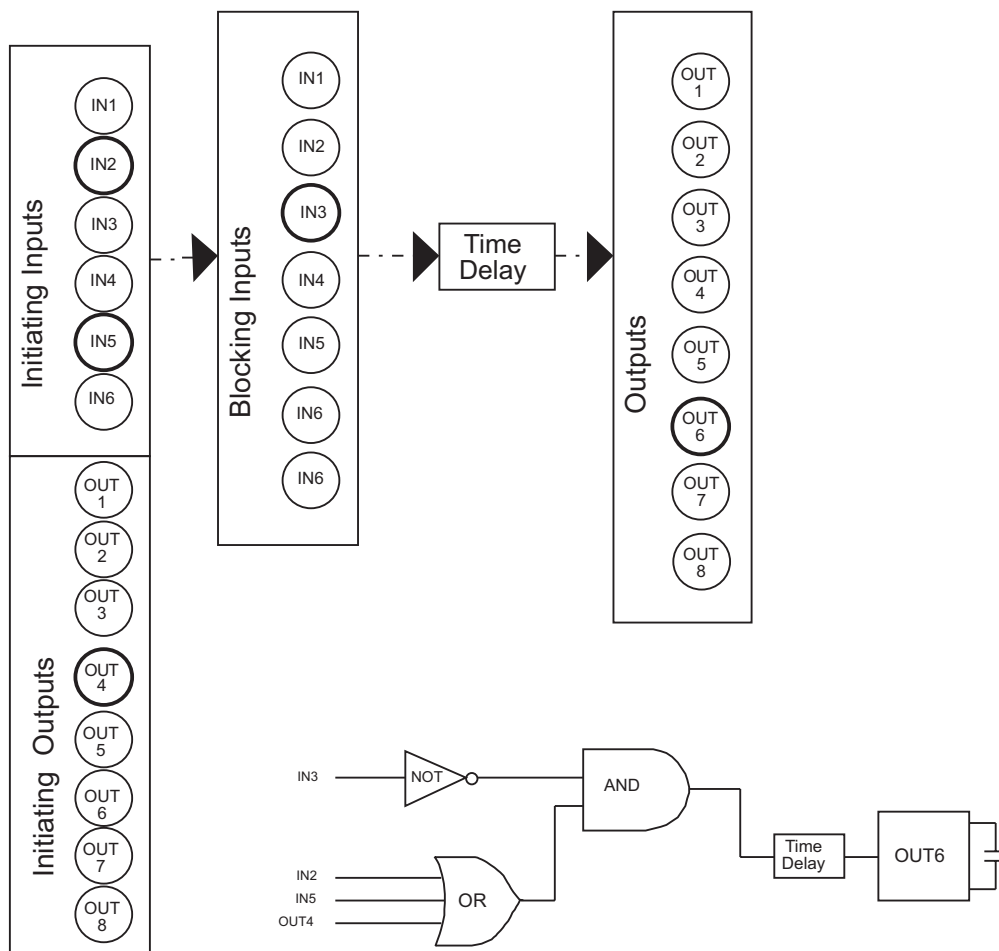 Initiating Inputs
IN1
IN2
IN3
IN4
IN5
IN6
Initiating Outputs
OUT
1
OUT
2
OUT
3
OUT
4
OUT
5
OUT
6
OUT
7
OUT
8
Blocking Inputs
IN1
IN2
IN3
IN4
IN5
IN6
IN6
Time
Delay
Outputs
OUT
1
OUT
2
OUT
3
OUT
4
OUT
5
OUT
6
OUT
7
OUT
8
IN3
NOT
AND
IN2
IN5
OUT4
OR
Time
Delay
OUT6